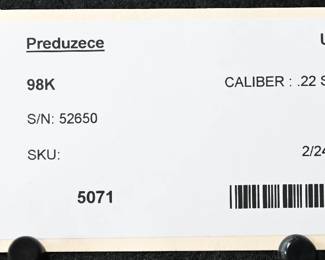 Preduzece
98K
CALIBER : .22 S
S/N: 52650
SKU:
2/24
5071